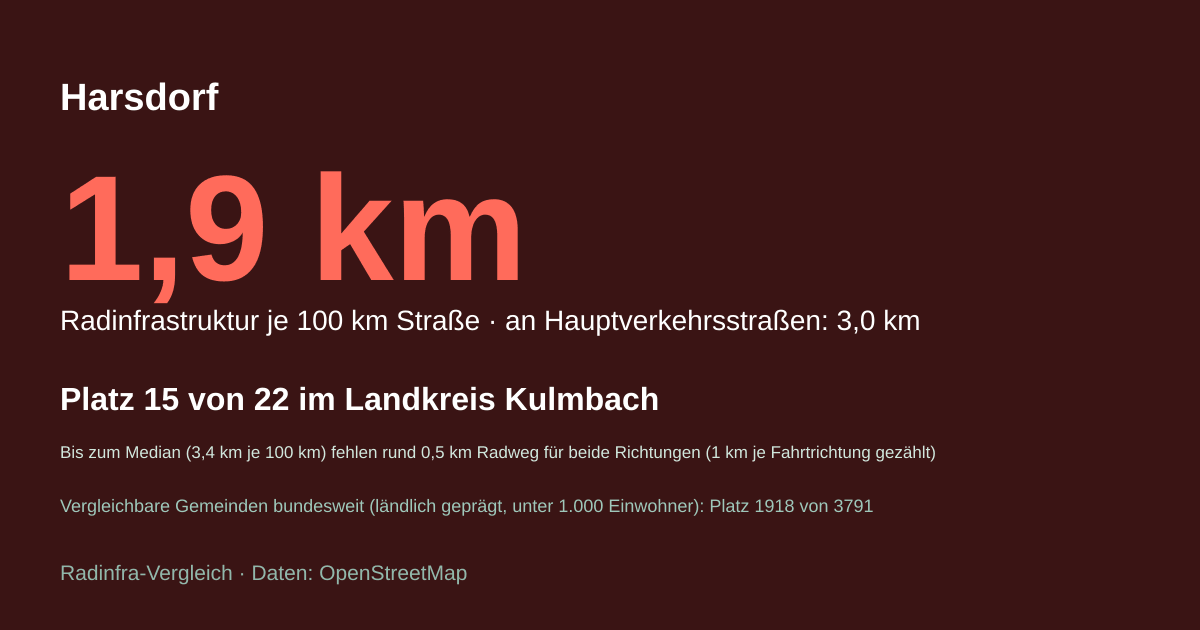 Harsdorf
1,9 km
Radinfrastruktur je 100 km Straße · an Hauptverkehrsstraßen: 3,0 km
Platz 15 von 22 im Landkreis Kulmbach
Bis zum Median (3,4 km je 100 km) fehlen rund 0,5 km Radweg für beide Richtungen (1 km je Fahrtrichtung gezählt)
Vergleichbare Gemeinden bundesweit (ländlich geprägt, unter 1.000 Einwohner): Platz 1918 von 3791
Radinfra-Vergleich · Daten: OpenStreetMap